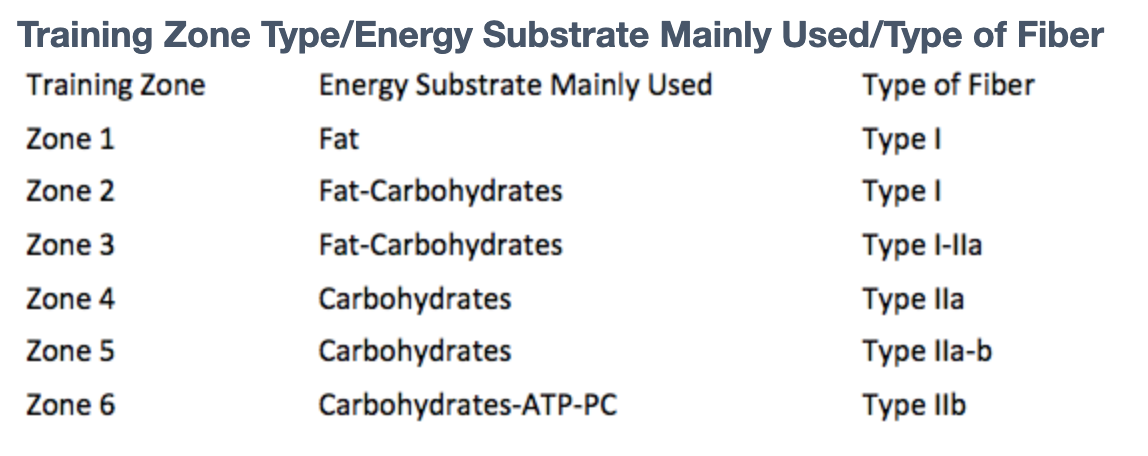 Training Zone Type/Energy Substrate Mainly Used/Type of Fiber
Training Zone Energy Substrate Mainly Used Type of Fiber
Zone 1 Fat Type I
Zone 2 Fat-Carbohydrates Type I
Zone 3 Fat-Carbohydrates Type I-IIa
Zone 4 Carbohydrates Type IIa
Zone 5 Carbohydrates Type IIa-b
Zone 6 Carbohydrates-ATP-PC Type IIb